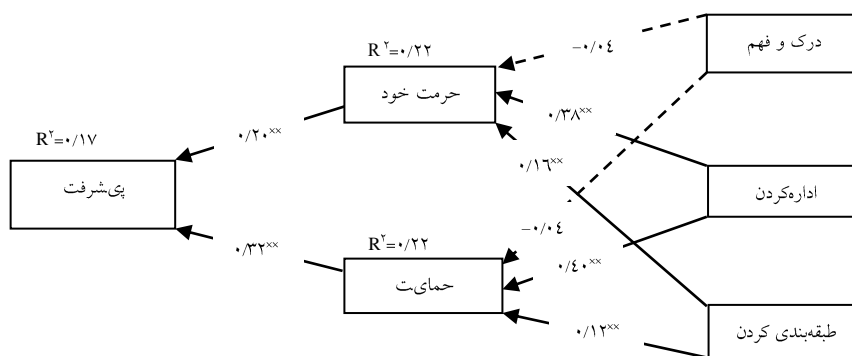 درک و فهم
−۰/۰٤
R۲=۰/۲۲
حرمت خود
۰/۳۸××
۰/۲۰××
R۲=۰/۱۷
۰/۱٦××
پی‌شرفت
اداره‌کردن
−۰/۰٤
R۲=۰/۲۲
۰/۳۲××
۰/٤۰××
حمای‌ت
۰/۱۲××
طبقه‌بندی کردن